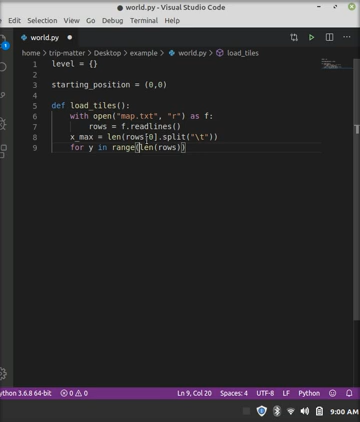 world.py - Visual Studio Code
Edit Selection View Go Debug Terminal Help
world.py
home › trip-matter › Desktop › example › world.py › load_tiles
1 level = {}
2
3 starting_position = (0,0)
4
5 def load_tiles():
6 with open("map.txt", "r") as f:
7 rows = f.readlines()
8 x_max = len(rows[0].split("\t"))
9 for y in range(len(rows))
ython 3.6.8 64-bit 0 0 Ln 9, Col 20 Spaces: 4 UTF-8 LF Python
9:00 AM